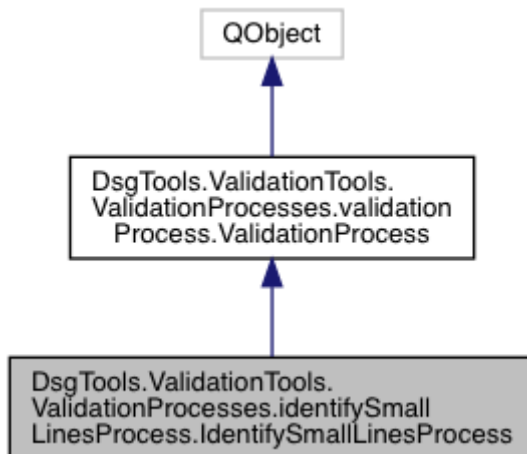 QObject
DsgTools.ValidationTools.
ValidationProcesses.validation
Process.ValidationProcess
DsgTools.ValidationTools.
ValidationProcesses.identifySmall
LinesProcess.IdentifySmallLinesProcess